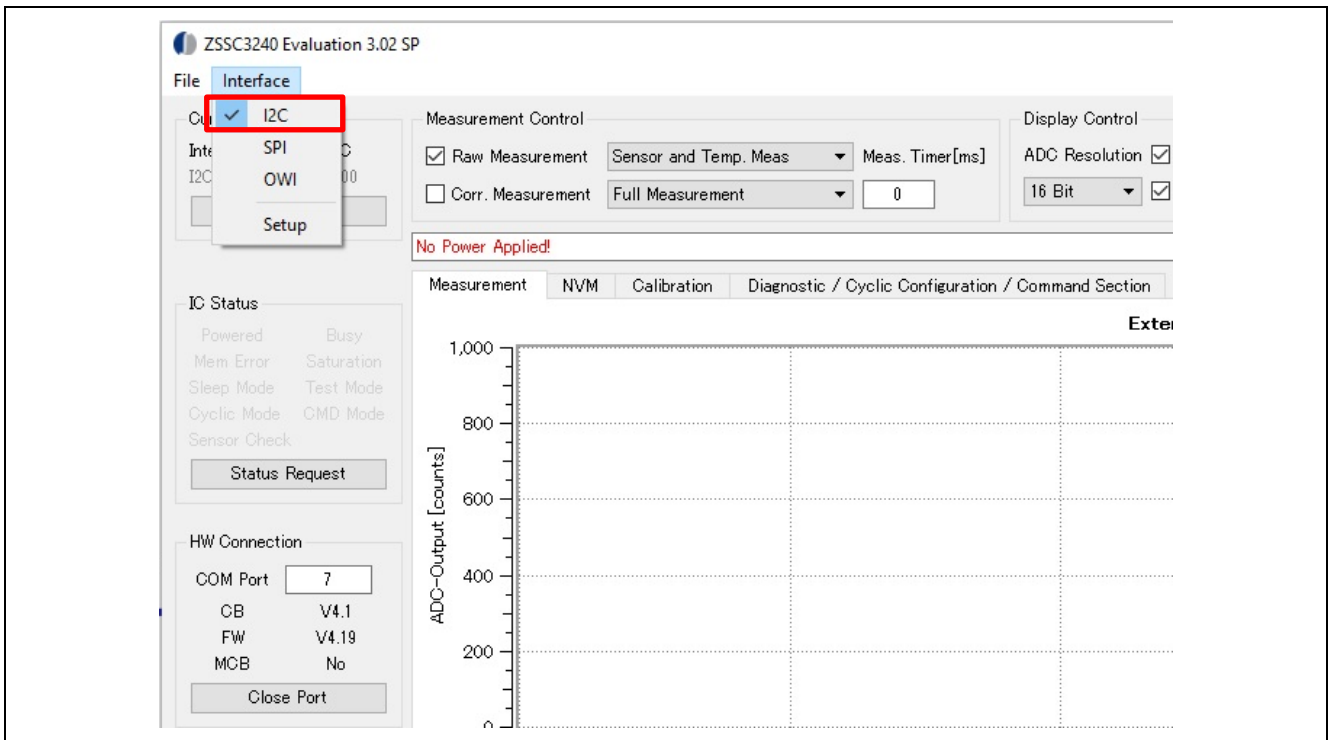 ZSSC3240 Evaluation 3.02 SP
File Interface
I2C
SPI
OWI
Setup
Measurement Control
Raw Measurement Sensor and Temp. Meas Meas. Timer[ms]
Corr. Measurement Full Measurement 0
Display Control
ADC Resolution
16 Bit
No Power Applied!
Measurement NVM Calibration Diagnostic / Cyclic Configuration / Command Section
IC Status
Powered Busy
Mem Error Saturation
Sleep Mode Test Mode
Cyclic Mode CMD Mode
Sensor Check
Status Request
HW Connection
COM Port 7
CB V4.1
FW V4.19
MCB No
Close Port
1,000
800
600
400
200
ADC-Output [counts]